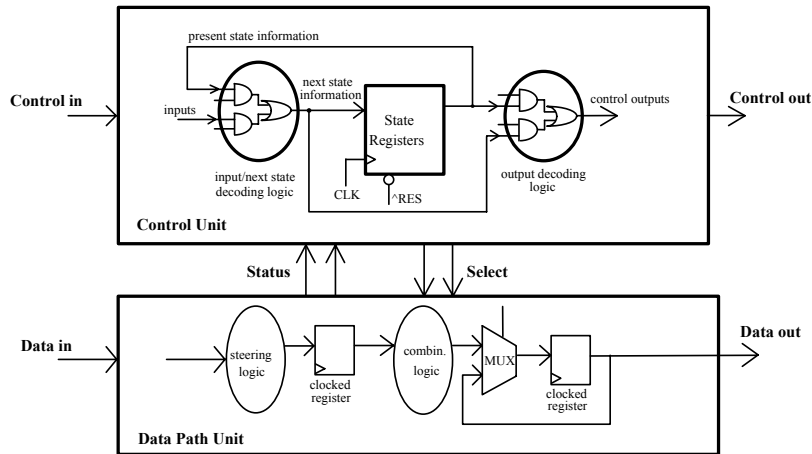 present state information
Control in
inputs
next state
information
State
Registers
control outputs
Control out
input/next state
decoding logic
CLK
^RES
output decoding
logic
Control Unit
Status
Select
Data in
steering
logic
clocked
register
combin.
logic
MUX
clocked
register
Data out
Data Path Unit